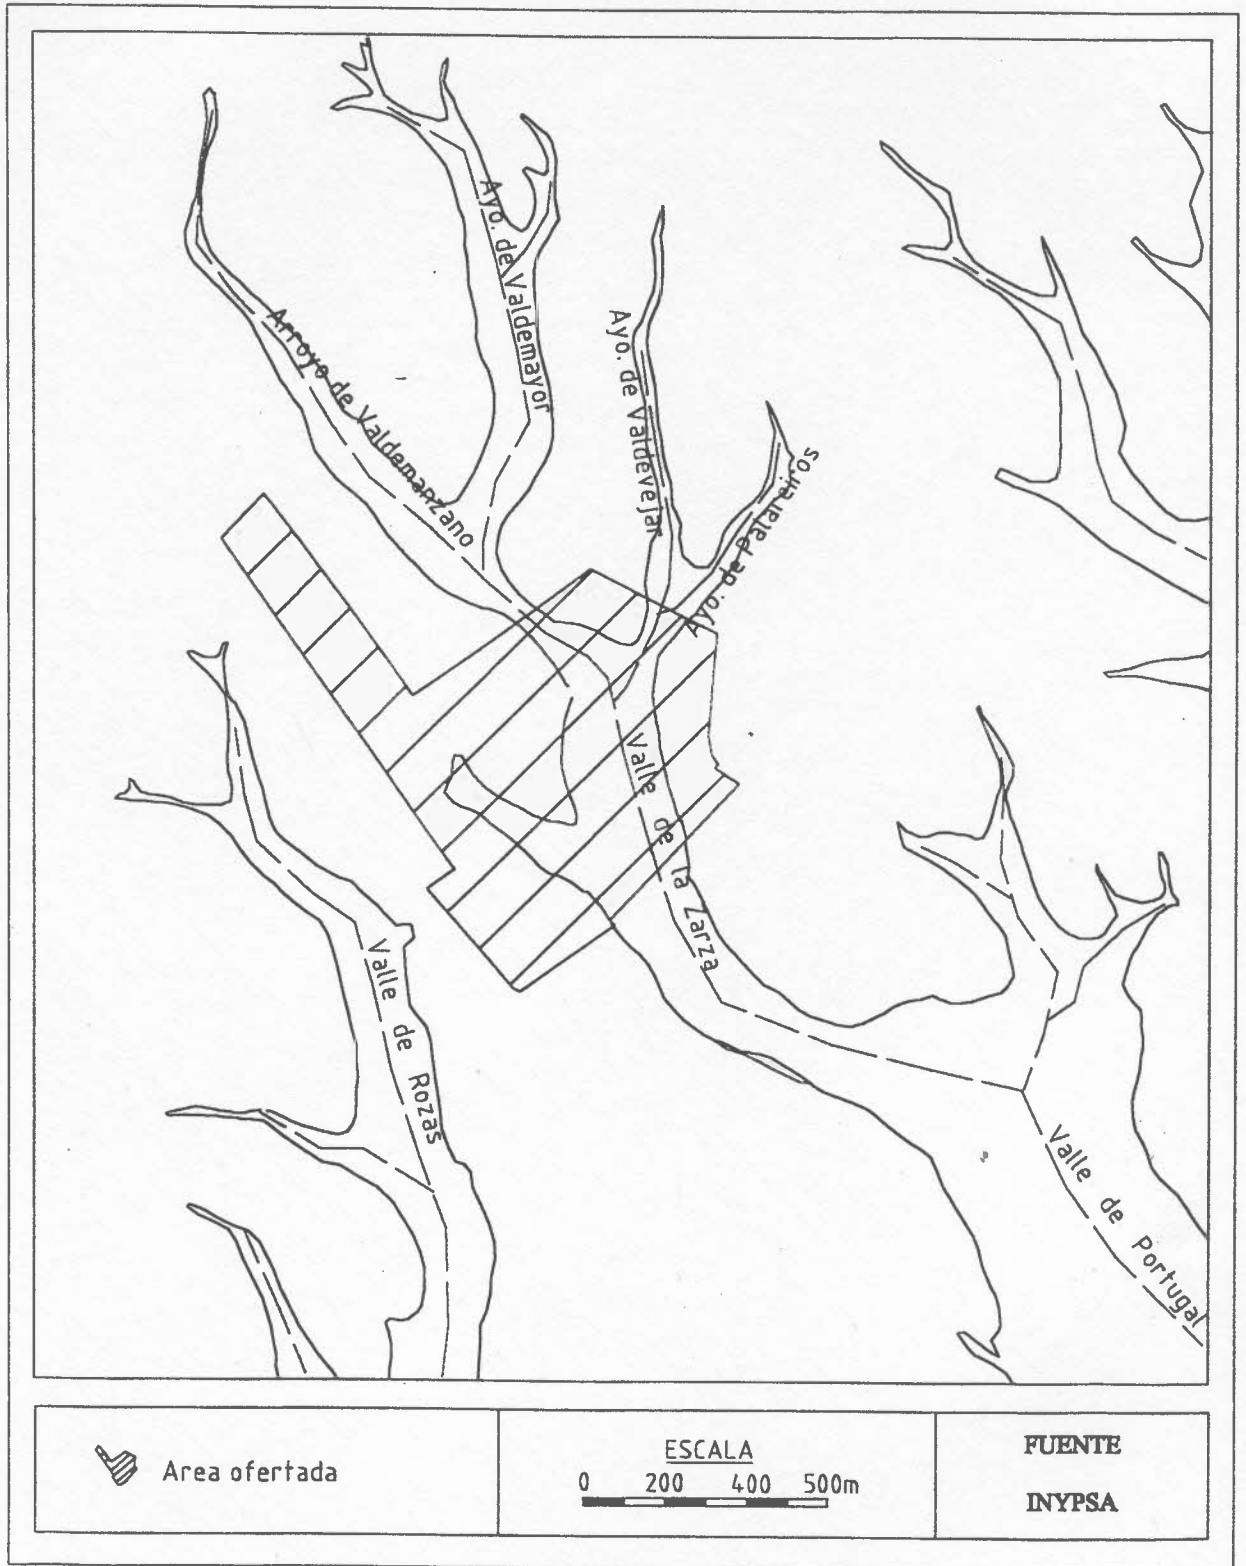 Ayo. de Valdemayor
Arroyo de Valdemanzano
Ayo. de Valdevejar
Ayo. de Palareiros
Valle de la Zarza
Valle de Rozas
Valle de Portugal
Area ofertada
ESCALA
0 200 400 500m
FUENTE
INYPSA